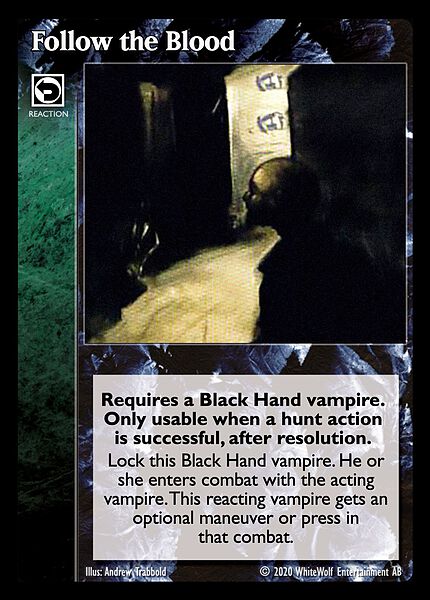 Follow the Blood
REACTION
Requires a Black Hand vampire.
Only usable when a hunt action
is successful, after resolution.
Lock this Black Hand vampire. He or
she enters combat with the acting
vampire. This reacting vampire gets an
optional maneuver or press in
that combat.
Illus: Andrew Trabbold © 2020 WhiteWolf Entertainment AB